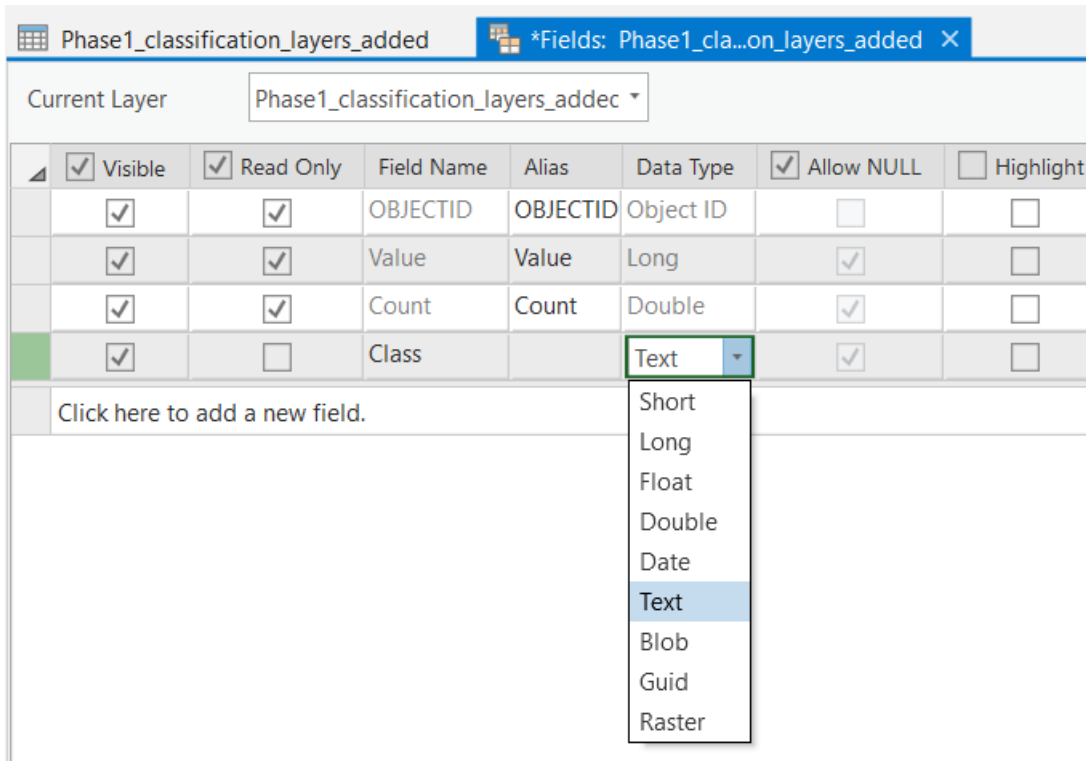 Phase1_classification_layers_added *Fields: Phase1_cla...on_layers_added
Current Layer Phase1_classification_layers_addec
Visible Read Only Field Name Alias Data Type Allow NULL Highlight
OBJECTID OBJECTID Object ID
Value Value Long
Count Count Double
Class Text
Click here to add a new field.
Short
Long
Float
Double
Date
Text
Blob
Guid
Raster